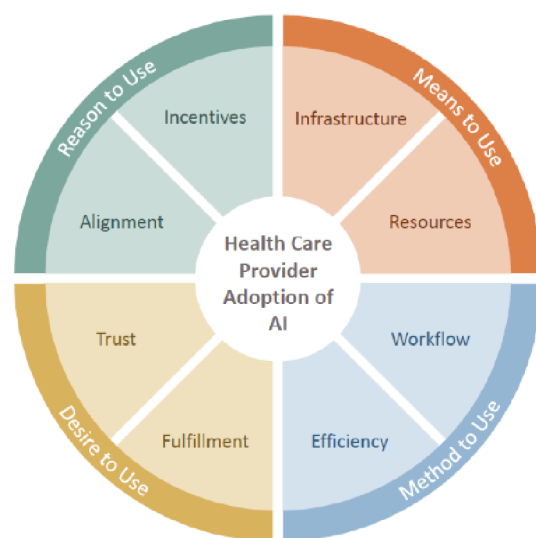 Reason to Use
Means to Use
Incentives
Infrastructure
Alignment
Resources
Health Care
Provider
Adoption of
AI
Trust
Workflow
Fulfillment
Efficiency
Desire to Use
Method to Use